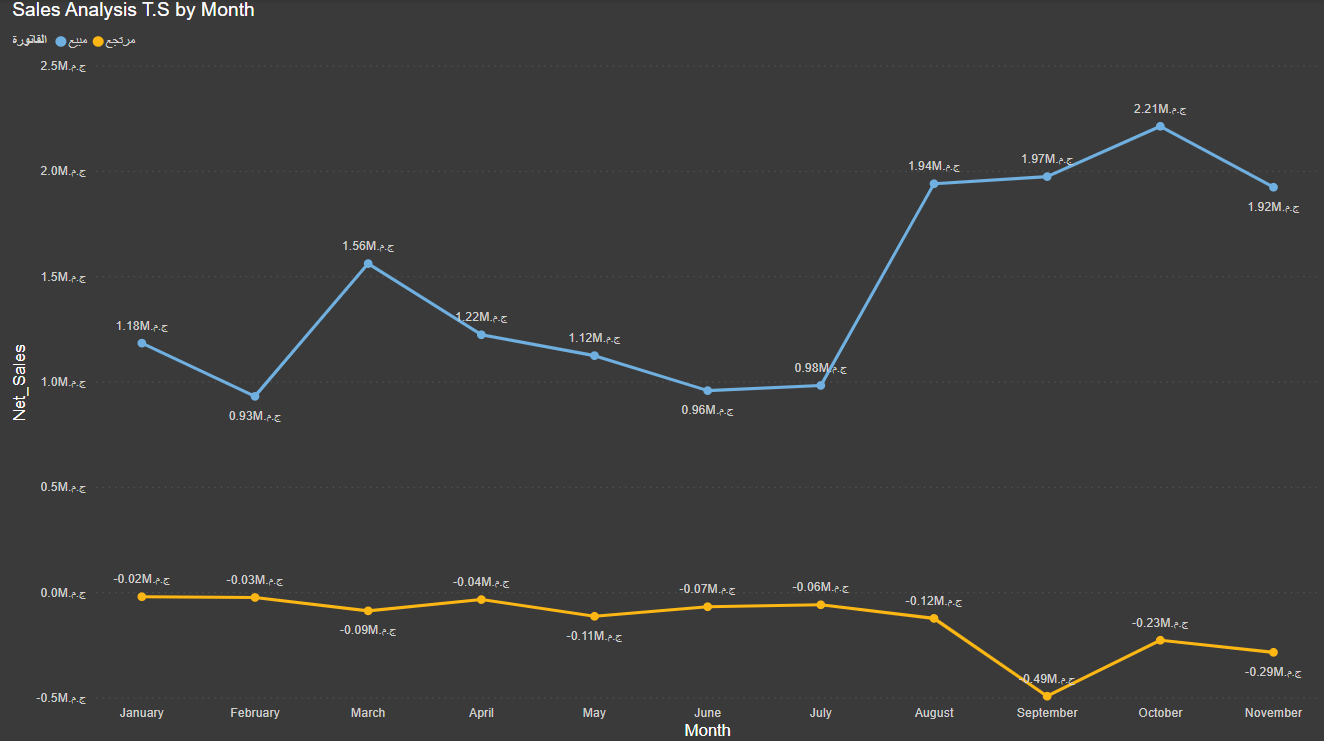 Sales Analysis T.S by Month
الفاتورة مبيع مرتجع
2.5M ج.م.
2.0M ج.م.
1.5M ج.م.
1.0M ج.م.
0.5M ج.م.
0.0M ج.م.
-0.5M ج.م.
Net_Sales
1.18M ج.م.
0.93M ج.م.
1.56M ج.م.
1.22M ج.م.
1.12M ج.م.
0.96M ج.م.
0.98M ج.م.
1.94M ج.م.
1.97M ج.م.
2.21M ج.م.
1.92M ج.م.
-0.02M ج.م.
-0.03M ج.م.
-0.09M ج.م.
-0.04M ج.م.
-0.11M ج.م.
-0.07M ج.م.
-0.06M ج.م.
-0.12M ج.م.
-0.49M ج.م.
-0.23M ج.م.
-0.29M ج.م.
January February March April May June July August September October November
Month